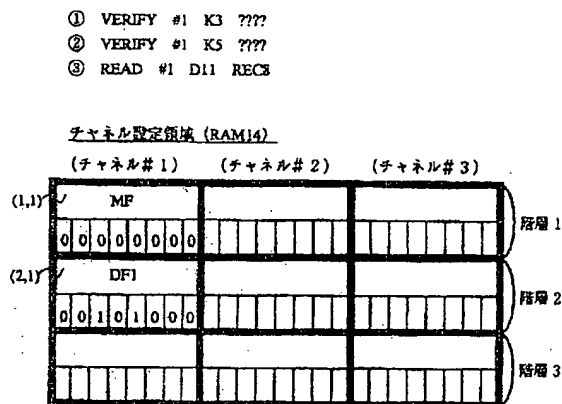 ① VERIFY #1 K3 ????
② VERIFY #1 K5 ????
③ READ #1 D11 REC8
チャネル設定領域 (RAM14)
(チャネル#1) (チャネル#2) (チャネル#3)
(1,1) MF 階層1
0 0 0 0 0 0 0 0
(2,1) DF1 階層2
0 0 1 0 1 0 0 0
階層3